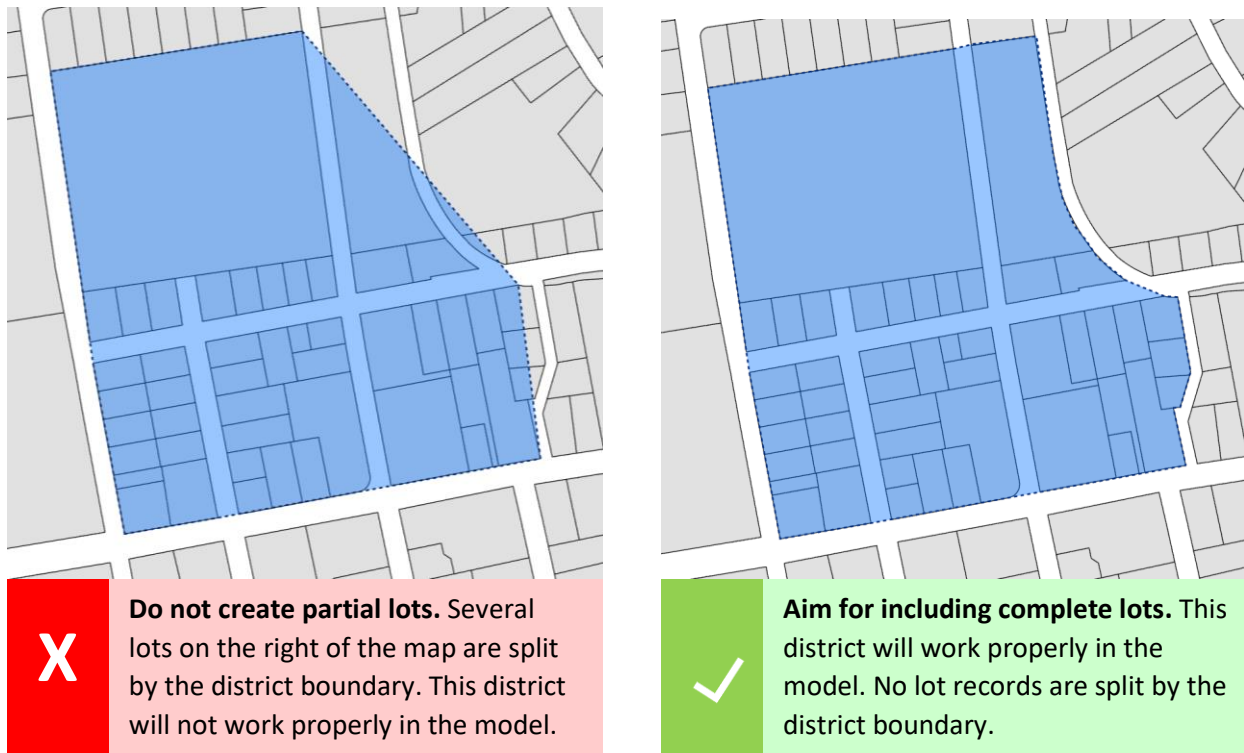 X
Do not create partial lots. Several
lots on the right of the map are split
by the district boundary. This district
will not work properly in the model.
Aim for including complete lots. This
district will work properly in the
model. No lot records are split by the
district boundary.